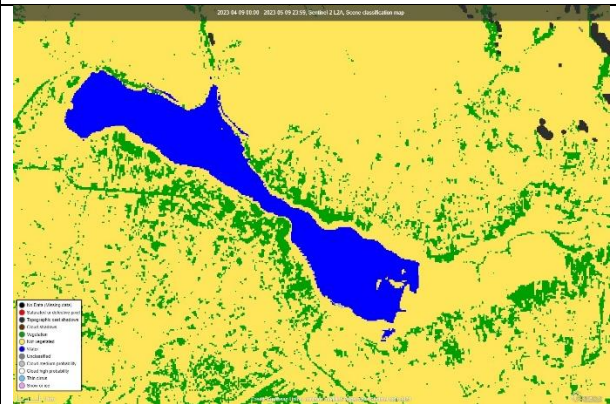 2023-04-09 00:00 - 2023-05-09 23:59, Sentinel-2 L2A, Scene classification map
No Data (Missing data)
Saturated or defective pixel
Topographic cast shadows
Cloud shadows
Vegetation
Not-vegetated
Water
Unclassified
Cloud medium probability
Cloud high probability
Thin cirrus
Snow or ice